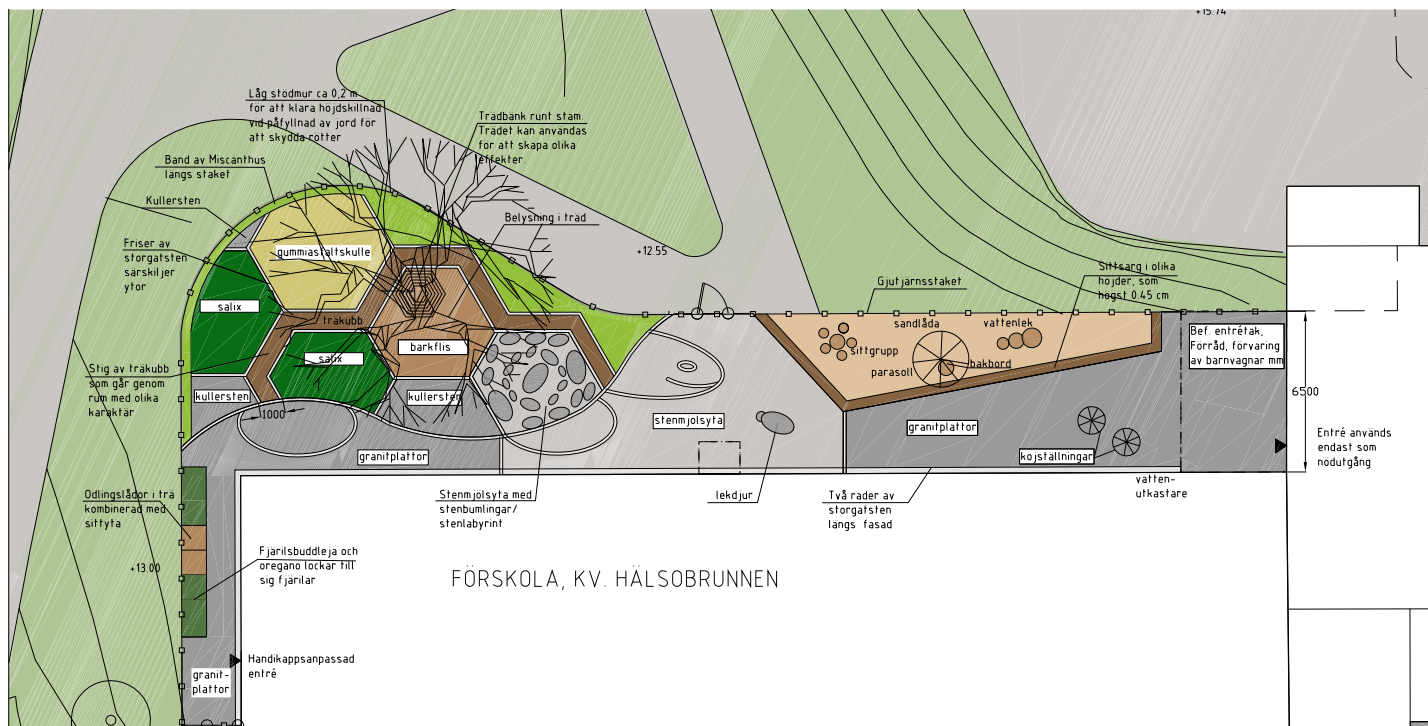 +15.74
Låg stödmur ca 0,2 m
för att klara höjdskillnad
vid påfyllnad av jord för
att skydda rötter
Trädbänk runt stam.
Trädet kan användas
för att skapa olika
effekter.
Band av Miscanthus
längs staket
Kullersten
Belysning i träd
Friser av
storgatsten
särskiljer
ytor
gummiasfaltskulle
+12.55
Sittsarg i olika
höjder, som
högst 0.45 cm
Gjutjärnsstaket
salix
träkubb
sandlåda
vattenlek
Bef. entrétak,
Förråd, förvaring
av barnvagnar mm
barkflis
sittgrupp
salix
bakbord
parasoll
Stig av träkubb
som går genom
rum med olika
karaktär
kullersten
kullersten
6500
1000
stenmjölsyta
granitplattor
Entré används
endast som
nödutgång
granitplattor
kojställningar
vatten-
utkastare
Odlingslådor i trä
kombinerad med
sittyta
Stenmjölsyta med
stenbumlingar/
stenlabyrint
lekdjur
Två rader av
storgatsten
längs fasad
Fjärilsbuddleja och
oregano lockar till
sig fjärilar
+13.00
FÖRSKOLA, KV. HÄLSOBRUNNEN
Handikappsanpassad
entré
granit-
plattor